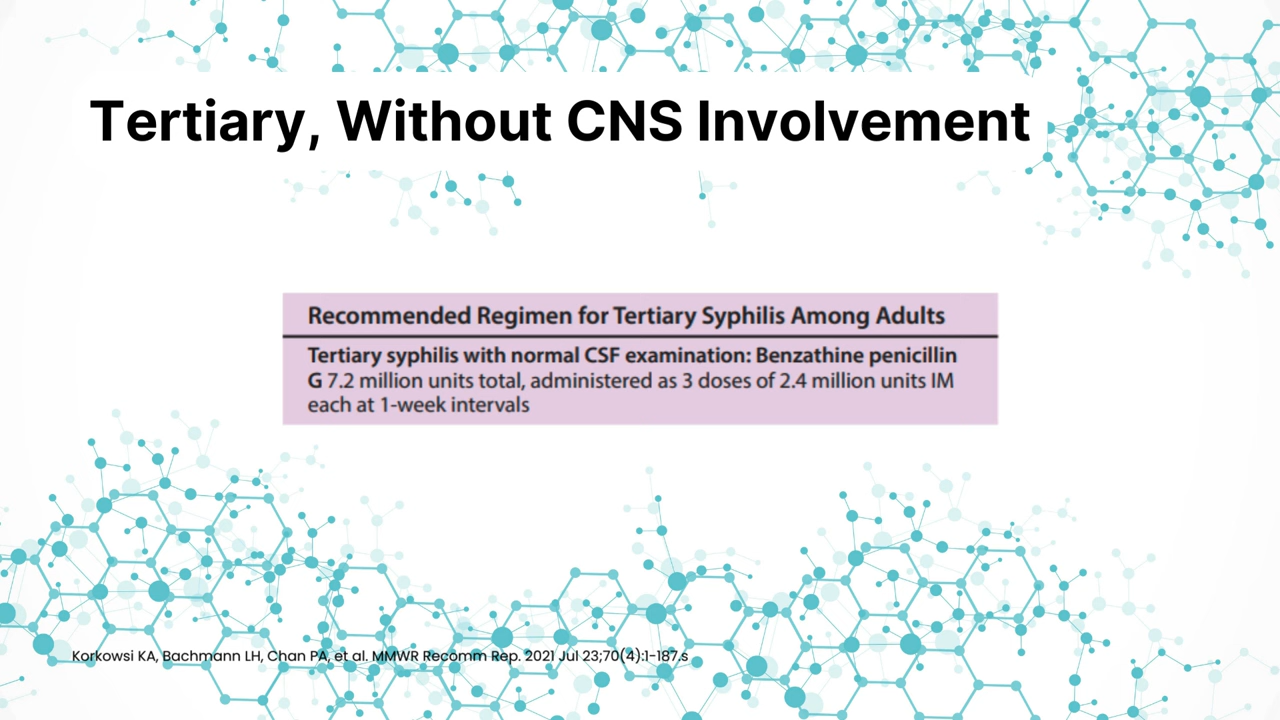 Tertiary, Without CNS Involvement
Recommended Regimen for Tertiary Syphilis Among Adults
Tertiary syphilis with normal CSF examination: Benzathine penicillin
G 7.2 million units total, administered as 3 doses of 2.4 million units IM
each at 1-week intervals
Korkowsi KA, Bachmann LH, Chan PA, et al. MMWR Recomm Rep. 2021 Jul 23;70(4):1-187.s